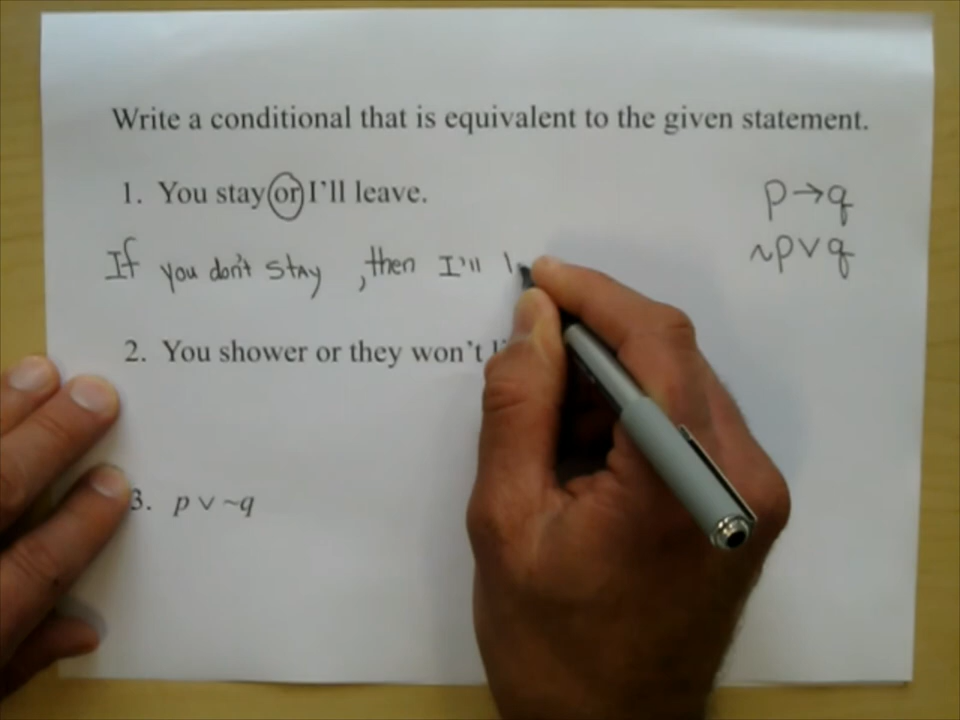 Write a conditional that is equivalent to the given statement.
1. You stay or I'll leave.
p→q
~p∨q
If you don't stay, then I'll
2. You shower or they won't
3. p ∨ ~q